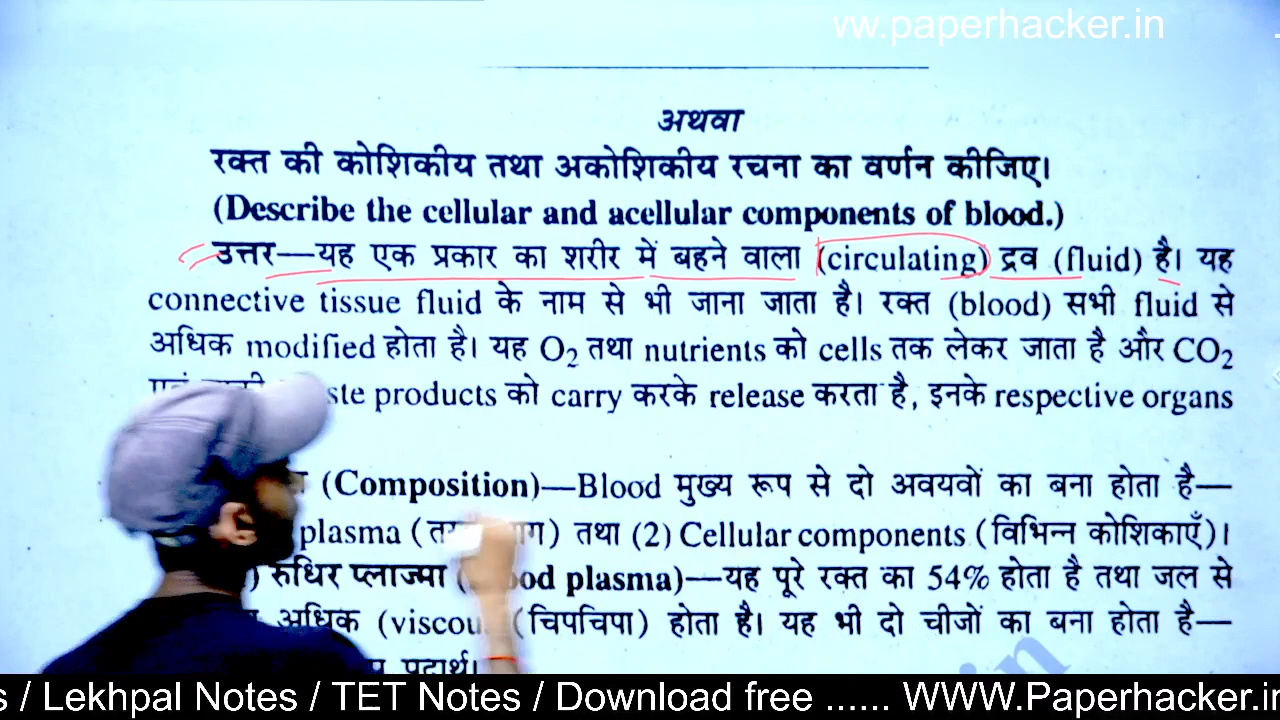 vw.paperhacker.in
अथवा
रक्त की कोशिकीय तथा अकोशिकीय रचना का वर्णन कीजिए।
(Describe the cellular and acellular components of blood.)
उत्तर—यह एक प्रकार का शरीर में बहने वाला (circulating) द्रव (fluid) है। यह
connective tissue fluid के नाम से भी जाना जाता है। रक्त (blood) सभी fluid से
अधिक modified होता है। यह O₂ तथा nutrients को cells तक लेकर जाता है और CO₂
products को carry करके release करता है, इनके respective organs
(Composition)—Blood मुख्य रूप से दो अवयवों का बना होता है—
plasma तथा (2) Cellular components (विभिन्न कोशिकाएँ)।
रुधिर प्लाज्मा plasma)—यह पूरे रक्त का 54% होता है तथा जल से
अधिक (चिपचिपा) होता है। यह भी दो चीजों का बना होता है—
पदार्थ।
in
s / Lekhpal Notes / TET Notes / Download free ...... WWW.Paperhacker.in